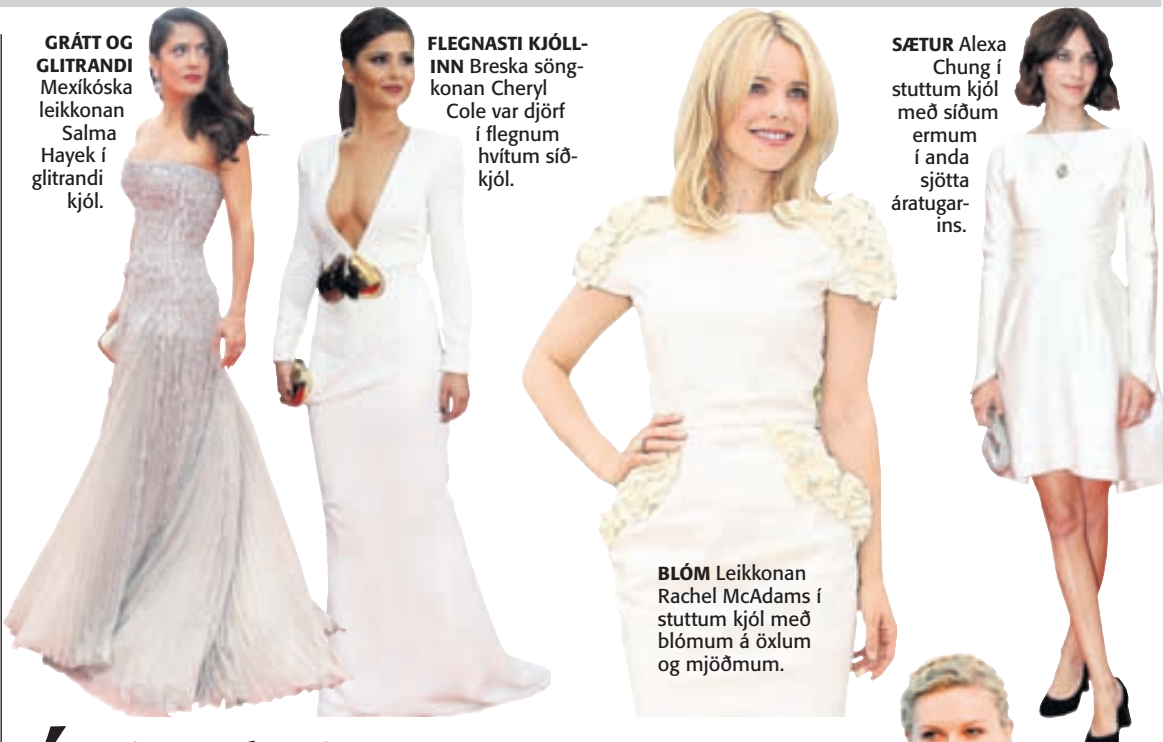 GRÁTT OG
GLITRANDI
Mexíkóska
leikkonan
Salma
Hayek í
glitrandi
kjól.
FLEGNASTI KJÓLL-
INN Breska söng-
konan Cheryl
Cole var djörf
í flegnum
hvítum síð-
kjól.
BLÓM Leikkonan
Rachel McAdams í
stuttum kjól með
blómum á öxlum
og mjöðmum.
SÆTUR Alexa
Chung í
stuttum kjól
með síðum
ermum
í anda
sjötta
áratugar-
ins.